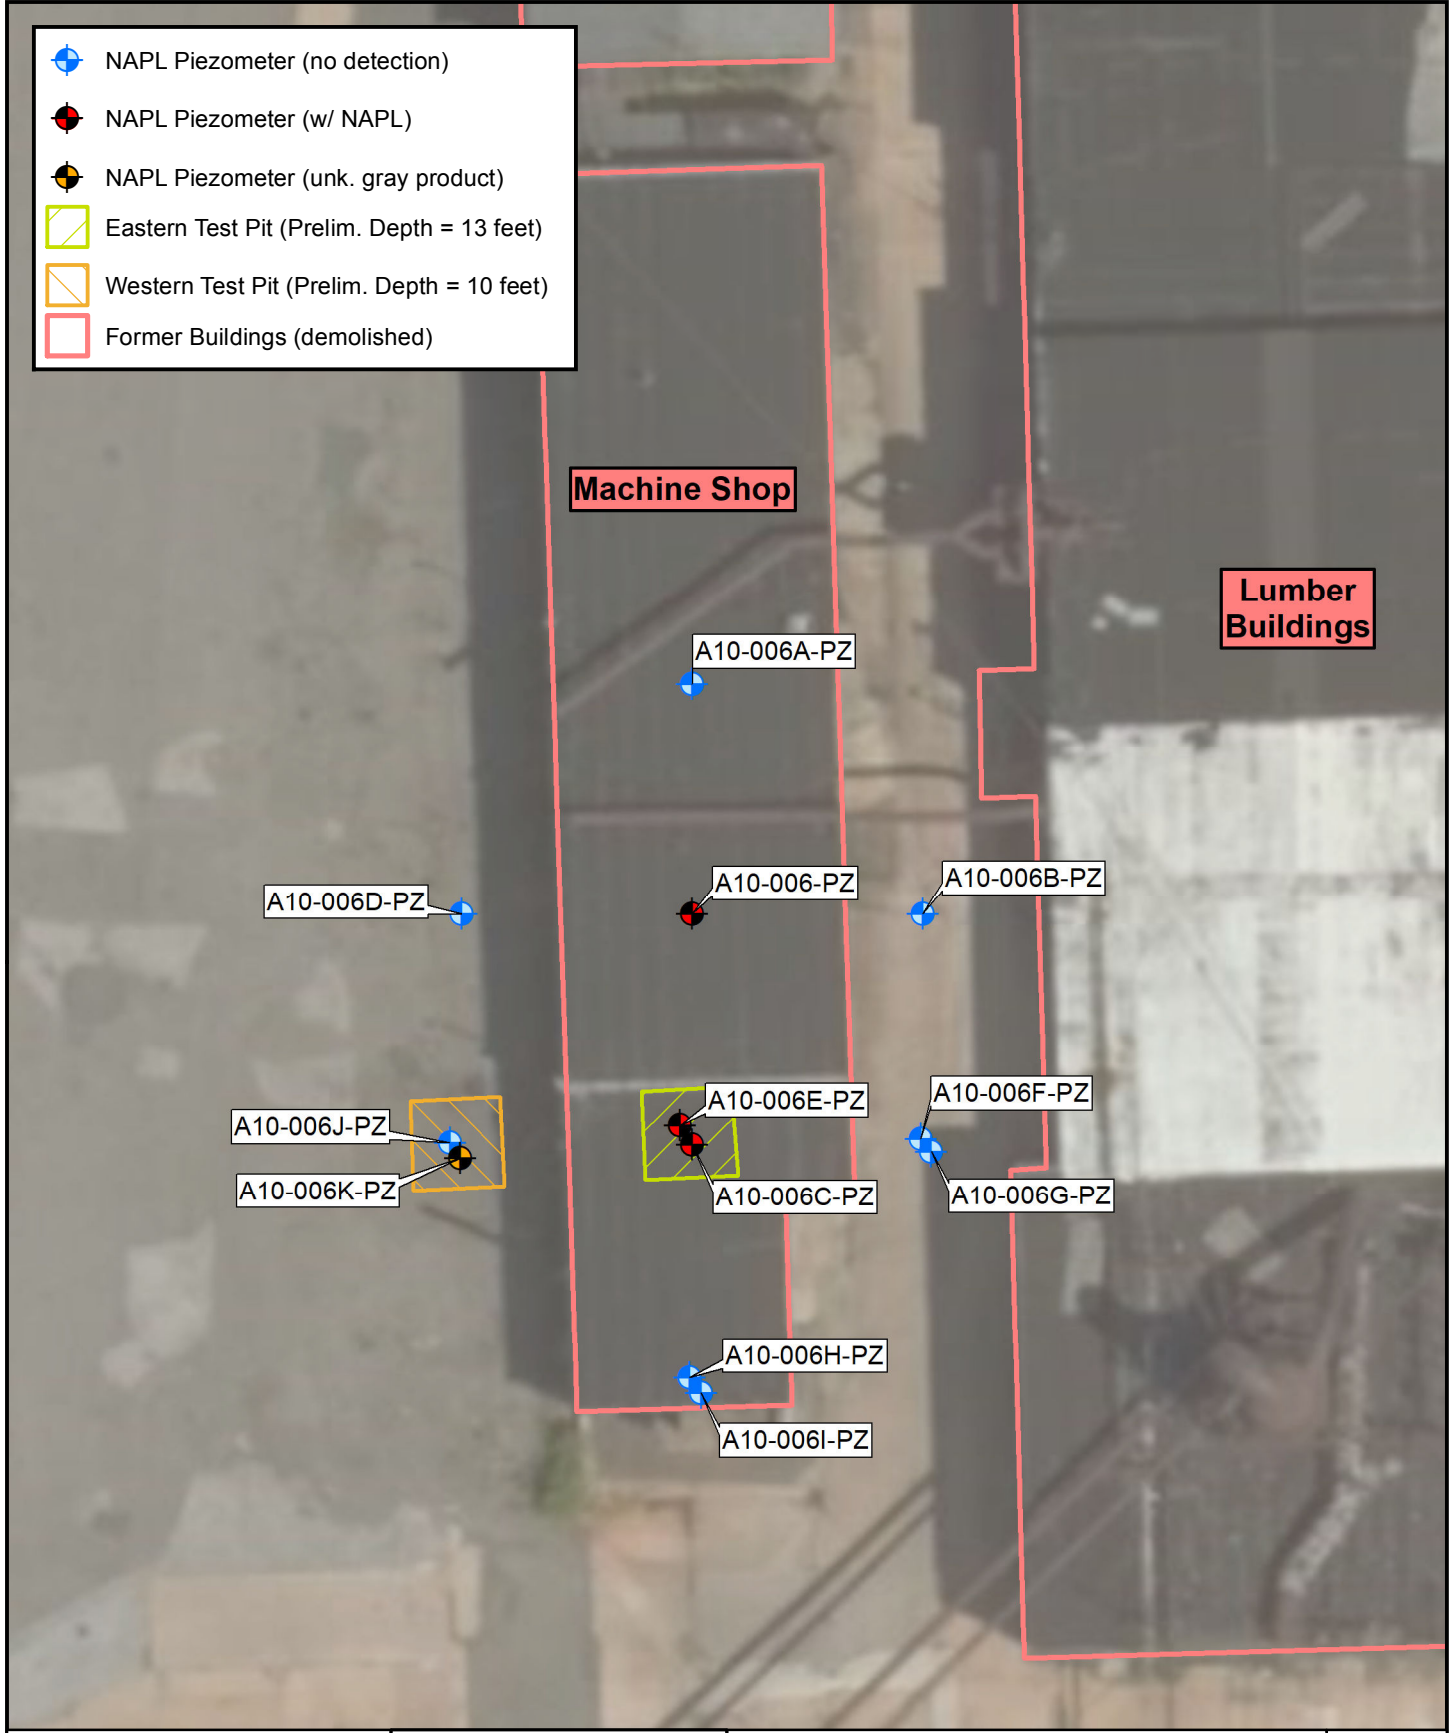 NAPL Piezometer (no detection)
NAPL Piezometer (w/ NAPL)
NAPL Piezometer (unk. gray product)
Eastern Test Pit (Prelim. Depth = 13 feet)
Western Test Pit (Prelim. Depth = 10 feet)
Former Buildings (demolished)
Machine Shop
Lumber
Buildings
A10-006A-PZ
A10-006-PZ
A10-006B-PZ
A10-006D-PZ
A10-006E-PZ
A10-006F-PZ
A10-006J-PZ
A10-006K-PZ
A10-006C-PZ
A10-006G-PZ
A10-006H-PZ
A10-006I-PZ